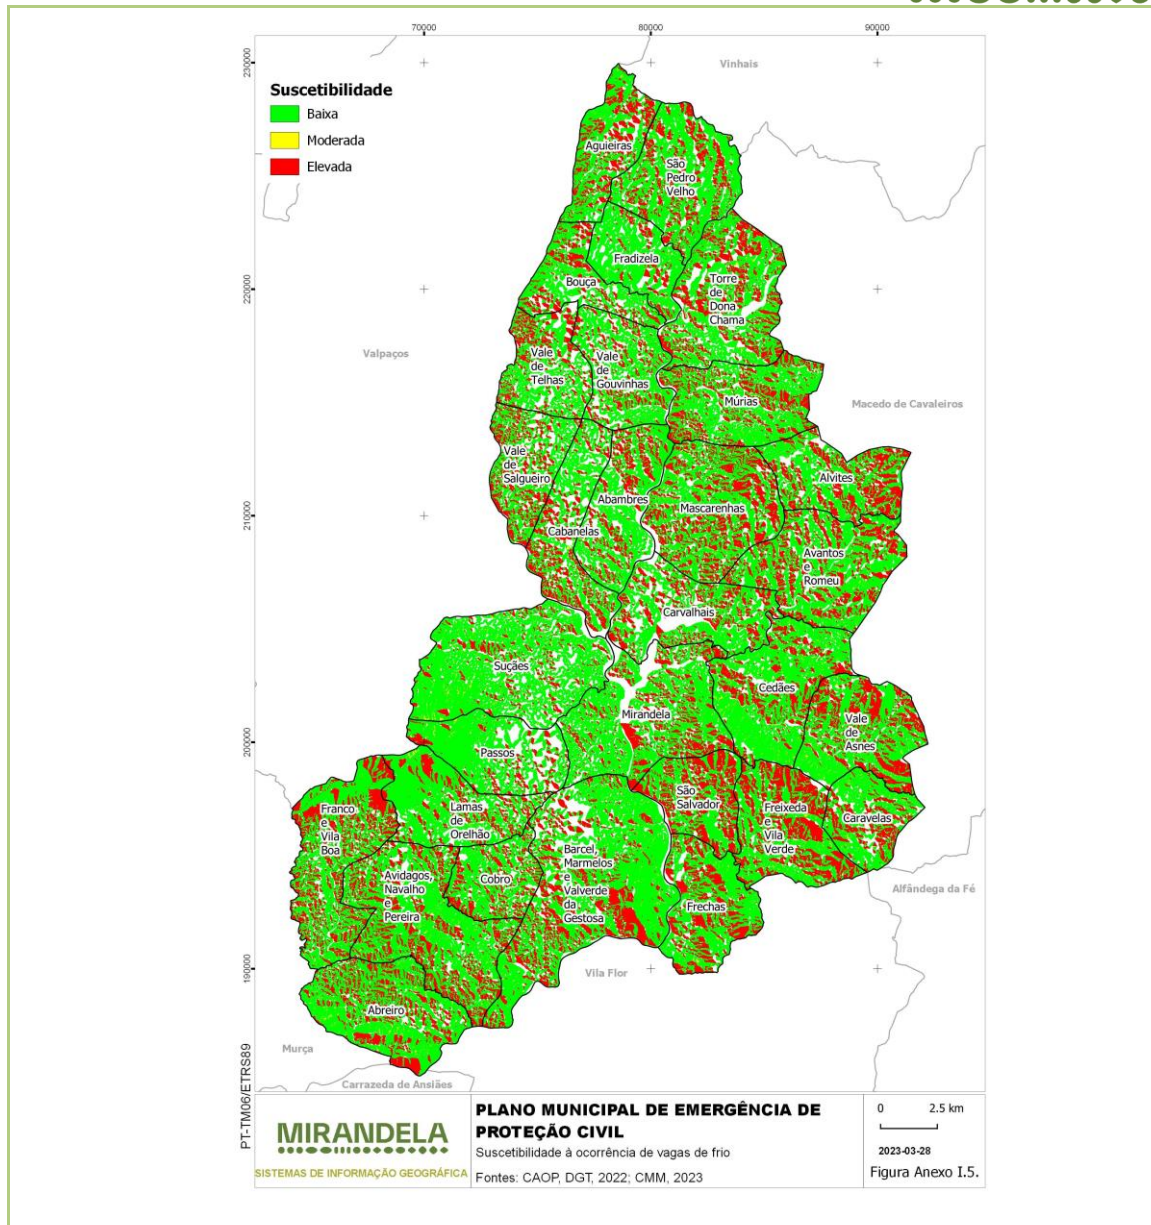 70000
80000
90000
230000
220000
210000
200000
190000
Vinhais
Suscetibilidade
Baixa
Moderada
Elevada
Aguieiras
São
Pedro
Velho
Fradizela
Bouça
Torre
de
Dona
Chama
Valpaços
Vale
de
Telhas
Vale
de
Gouvinhas
Múrias
Macedo de Cavaleiros
Vale
de
Salgueiro
Abambres
Alvites
Mascarenhas
Cabanelas
Avantos
e
Romeu
Carvalhais
Suçães
Cedães
Mirandela
Vale
de
Asnes
Passos
São
Salvador
Franco
e
Vila
Boa
Lamas
de
Orelhão
Freixeda
e
Vila
Verde
Caravelas
Barcel,
Marmelos
e
Valverde
da
Gestosa
Avidagos,
Navalho
e
Pereira
Cobro
Frechas
Alfândega da Fé
Vila Flor
Abreiro
Murça
Carrazeda de Ansiães
PT-TM06/ETRS89
MIRANDELA
SISTEMAS DE INFORMAÇÃO GEOGRÁFICA
PLANO MUNICIPAL DE EMERGÊNCIA DE
PROTEÇÃO CIVIL
Suscetibilidade à ocorrência de vagas de frio
Fontes: CAOP, DGT, 2022; CMM, 2023
0 2.5 km
2023-03-28
Figura Anexo I.5.